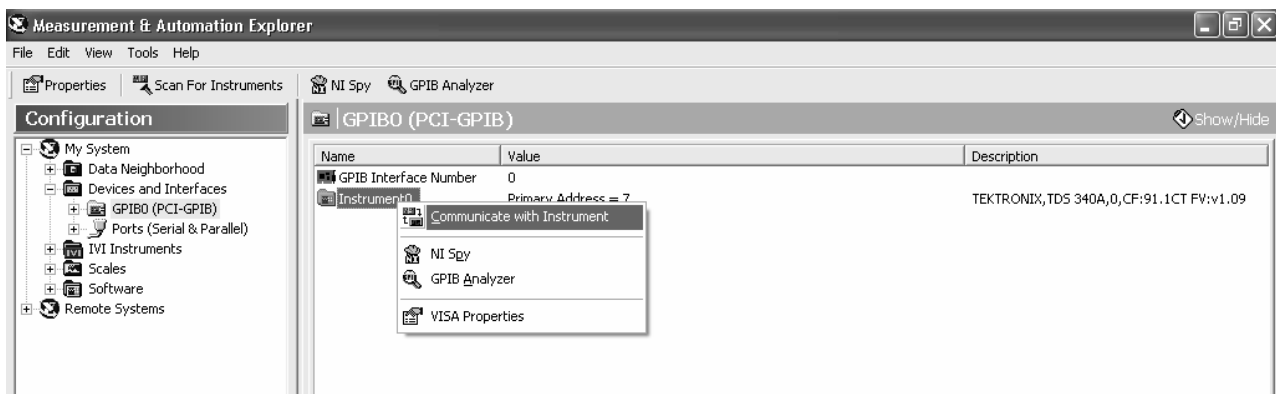 Measurement & Automation Explorer
File Edit View Tools Help
Properties Scan For Instruments NI Spy GPIB Analyzer
Configuration
GPIB0 (PCI-GPIB)
Show/Hide
My System
Data Neighborhood
Devices and Interfaces
GPIB0 (PCI-GPIB)
Ports (Serial & Parallel)
IVI Instruments
Scales
Software
Remote Systems
Name Value Description
GPIB Interface Number 0
Instrument0 Primary Address = 7 TEKTRONIX,TDS 340A,0,CF:91.1CT FV:v1.09
Communicate with Instrument
NI Spy
GPIB Analyzer
VISA Properties